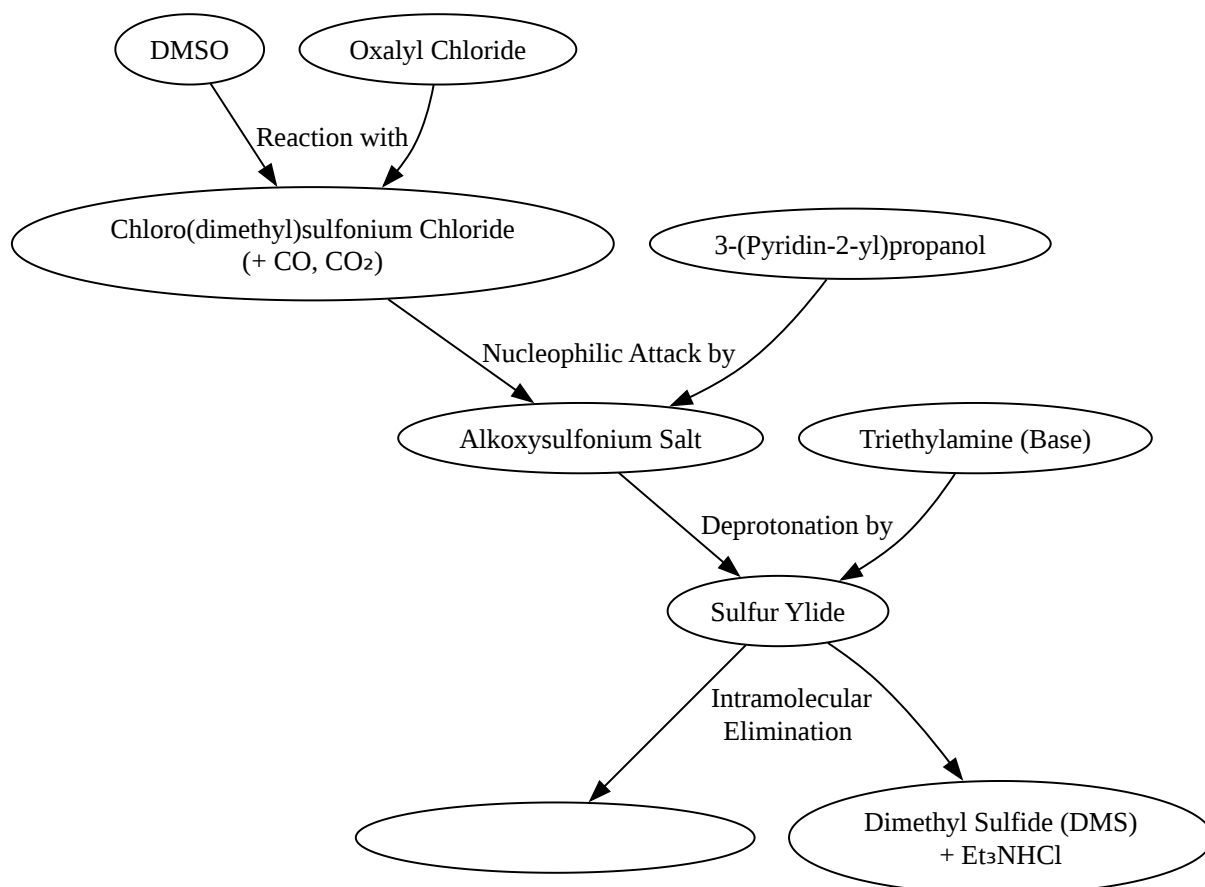 DMSO
Oxalyl Chloride
Reaction with
Chloro(dimethyl)sulfonium Chloride
(+ CO, CO₂)
3-(Pyridin-2-yl)propanol
Nucleophilic Attack by
Alkoxysulfonium Salt
Triethylamine (Base)
Deprotonation by
Sulfur Ylide
Intramolecular
Elimination
Dimethyl Sulfide (DMS)
+ Et₃NHCl